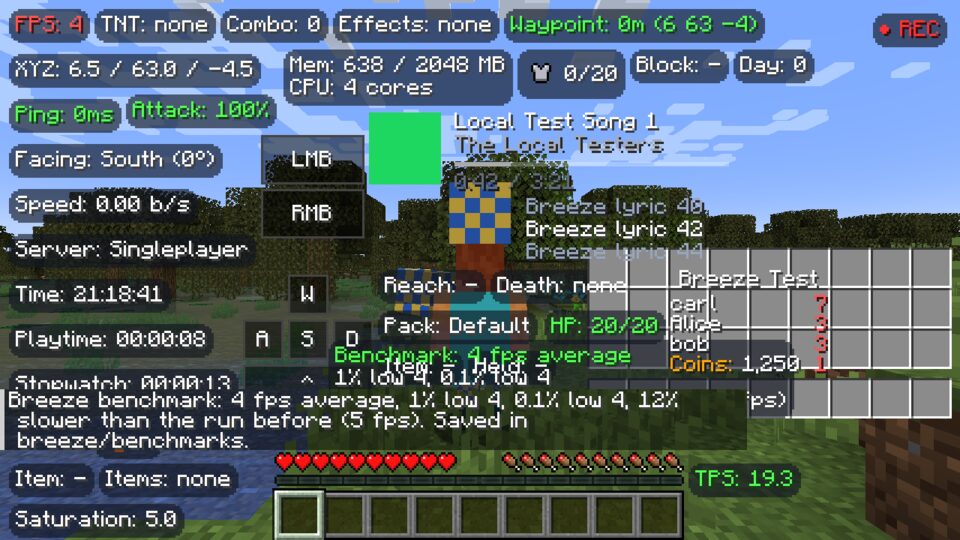 FPS: 4 TNT: none Combo: 0 Effects: none Waypoint: 0m (6 63 -4) REC
XYZ: 6.5 / 63.0 / -4.5
Mem: 638 / 2048 MB
CPU: 4 cores
0/20
Block: -
Day: 0
Ping: 0ms
Attack: 100%
Local Test Song 1
The Local Testers
0:42 / 3:21
Facing: South (0°)
LMB
RMB
Speed: 0.00 b/s
Breeze lyric 40
Breeze lyric 42
Breeze lyric 44
Server: Singleplayer
Time: 21:18:41
W
A S D
Reach: - Death: none
Breeze Test
carl 7
Alice 3
bob 3
Coins: 1,250 1
Playtime: 00:00:08
Pack: Default HP: 20/20
Benchmark: 4 fps average
1% low 4, 0.1% low 4
Stopwatch: 00:00:13
Breeze benchmark: 4 fps average, 1% low 4, 0.1% low 4, 12%
slower than the run before (5 fps). Saved in
breeze/benchmarks.
fps)
Item: - Items: none
TPS: 19.3
Saturation: 5.0